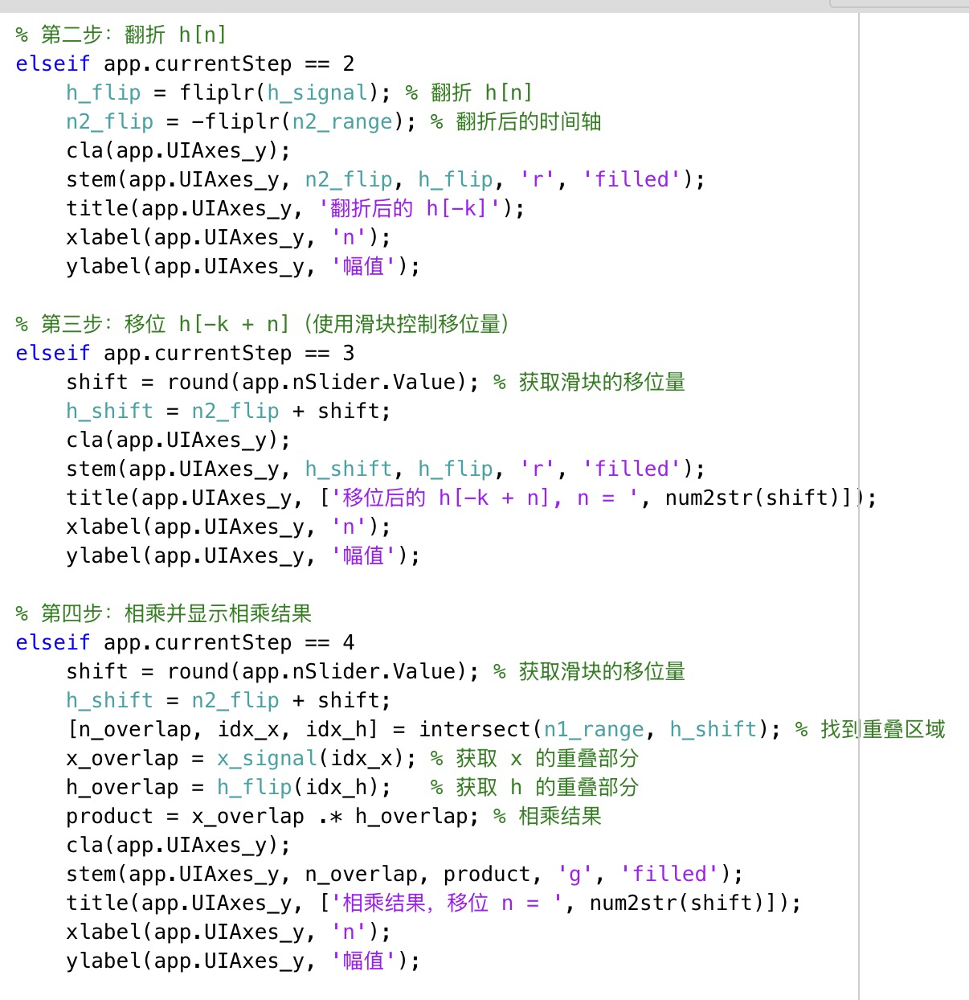 % 第二步：翻折 h[n]
elseif app.currentStep == 2
    h_flip = fliplr(h_signal); % 翻折 h[n]
    n2_flip = -fliplr(n2_range); % 翻折后的时间轴
    cla(app.UIAxes_y);
    stem(app.UIAxes_y, n2_flip, h_flip, 'r', 'filled');
    title(app.UIAxes_y, '翻折后的 h[-k]');
    xlabel(app.UIAxes_y, 'n');
    ylabel(app.UIAxes_y, '幅值');

% 第三步：移位 h[-k + n]（使用滑块控制移位量）
elseif app.currentStep == 3
    shift = round(app.nSlider.Value); % 获取滑块的移位量
    h_shift = n2_flip + shift;
    cla(app.UIAxes_y);
    stem(app.UIAxes_y, h_shift, h_flip, 'r', 'filled');
    title(app.UIAxes_y, ['移位后的 h[-k + n], n = ', num2str(shift)]);
    xlabel(app.UIAxes_y, 'n');
    ylabel(app.UIAxes_y, '幅值');

% 第四步：相乘并显示相乘结果
elseif app.currentStep == 4
    shift = round(app.nSlider.Value); % 获取滑块的移位量
    h_shift = n2_flip + shift;
    [n_overlap, idx_x, idx_h] = intersect(n1_range, h_shift); % 找到重叠区域
    x_overlap = x_signal(idx_x); % 获取 x 的重叠部分
    h_overlap = h_flip(idx_h);   % 获取 h 的重叠部分
    product = x_overlap .* h_overlap; % 相乘结果
    cla(app.UIAxes_y);
    stem(app.UIAxes_y, n_overlap, product, 'g', 'filled');
    title(app.UIAxes_y, ['相乘结果，移位 n = ', num2str(shift)]);
    xlabel(app.UIAxes_y, 'n');
    ylabel(app.UIAxes_y, '幅值');